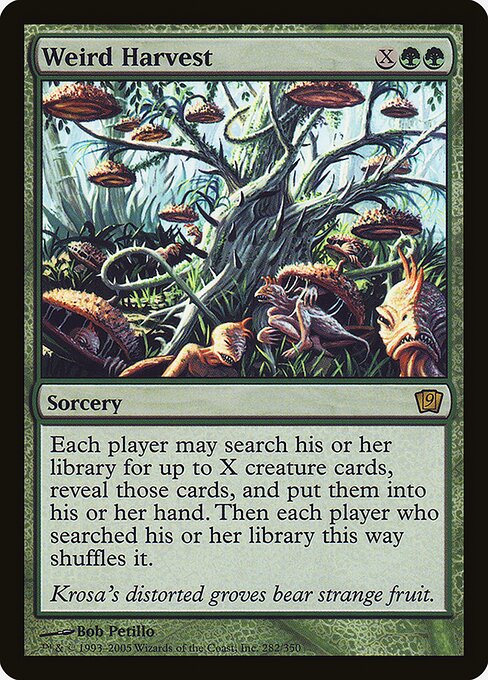 Weird Harvest X
Sorcery 9
Each player may search his or her
library for up to X creature cards,
reveal those cards, and put them into
his or her hand. Then each player who
searched his or her library this way
shuffles it.
Krosa's distorted groves bear strange fruit.
Bob Petillo
™ & © 1993–2005 Wizards of the Coast, Inc. 282/350